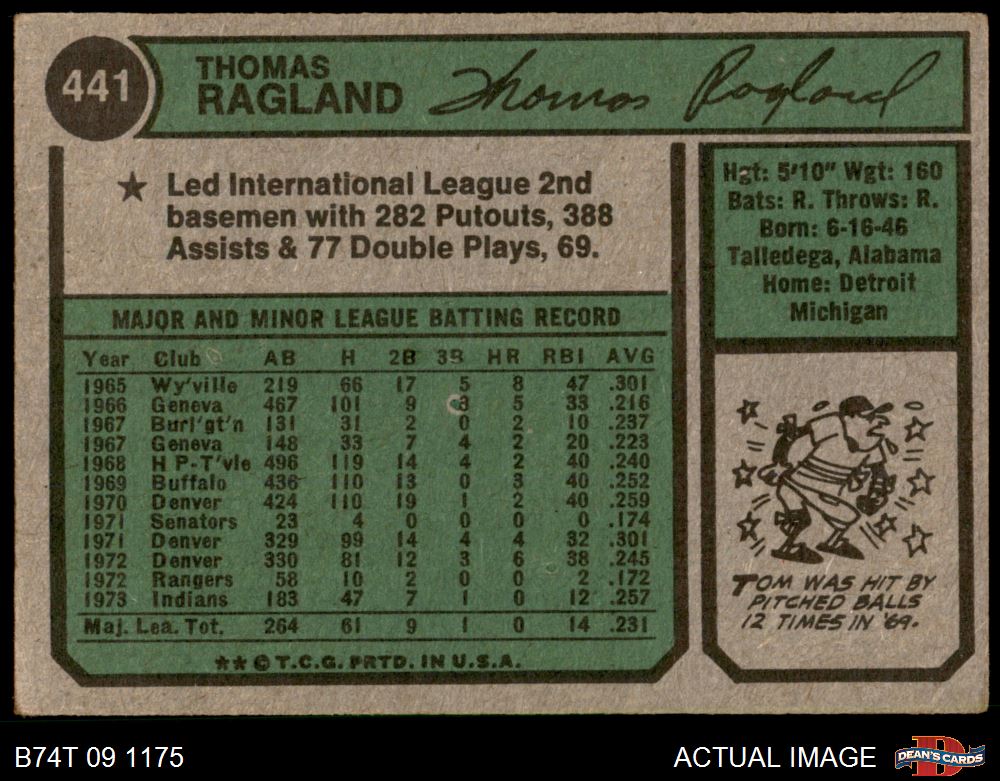 441
THOMAS
RAGLAND
Thomas Ragland
★ Led International League 2nd
basemen with 282 Putouts, 388
Assists & 77 Double Plays, 69.
Hgt: 5'10" Wgt: 160
Bats: R. Throws: R.
Born: 6-16-46
Talledega, Alabama
Home: Detroit
Michigan
MAJOR AND MINOR LEAGUE BATTING RECORD
Year Club AB H 2B 3B HR RBI AVG
1965 Wy'ville 219 66 17 5 8 47 .301
1966 Geneva 467 101 9 3 5 33 .216
1967 Burl'gt'n 131 31 2 0 2 10 .237
1967 Geneva 148 33 7 4 2 20 .223
1968 H P-T'vle 496 119 14 4 2 40 .240
1969 Buffalo 436 110 13 0 3 40 .252
1970 Denver 424 110 19 1 2 40 .259
1971 Senators 23 4 0 0 0 0 .174
1971 Denver 329 99 14 4 4 32 .301
1972 Denver 330 81 12 3 6 38 .245
1972 Rangers 58 10 2 0 0 2 .172
1973 Indians 183 47 7 1 0 12 .257
Maj. Lea. Tot. 264 61 9 1 0 14 .231
★★ © T.C.G. PRTD. IN U.S.A.
TOM WAS HIT BY
PITCHED BALLS
12 TIMES IN '69.
B74T 09 1175
ACTUAL IMAGE
D
DEAN'S CARDS